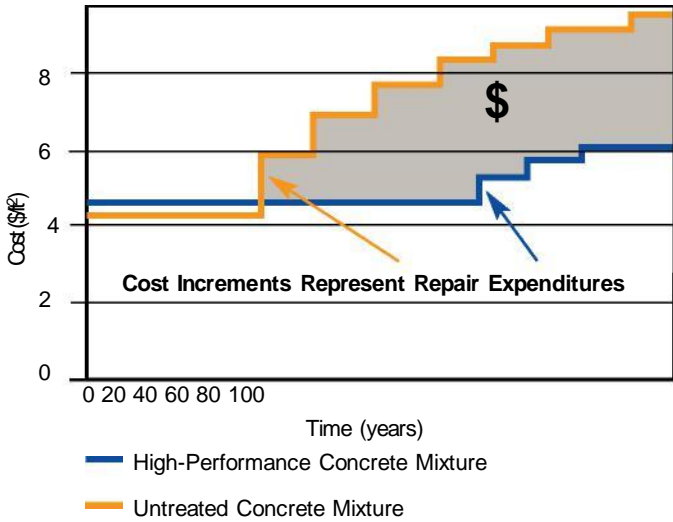 8
$
6
Cost ($/ft²)
4
Cost Increments Represent Repair Expenditures
2
0
0 20 40 60 80 100
Time (years)
High-Performance Concrete Mixture
Untreated Concrete Mixture